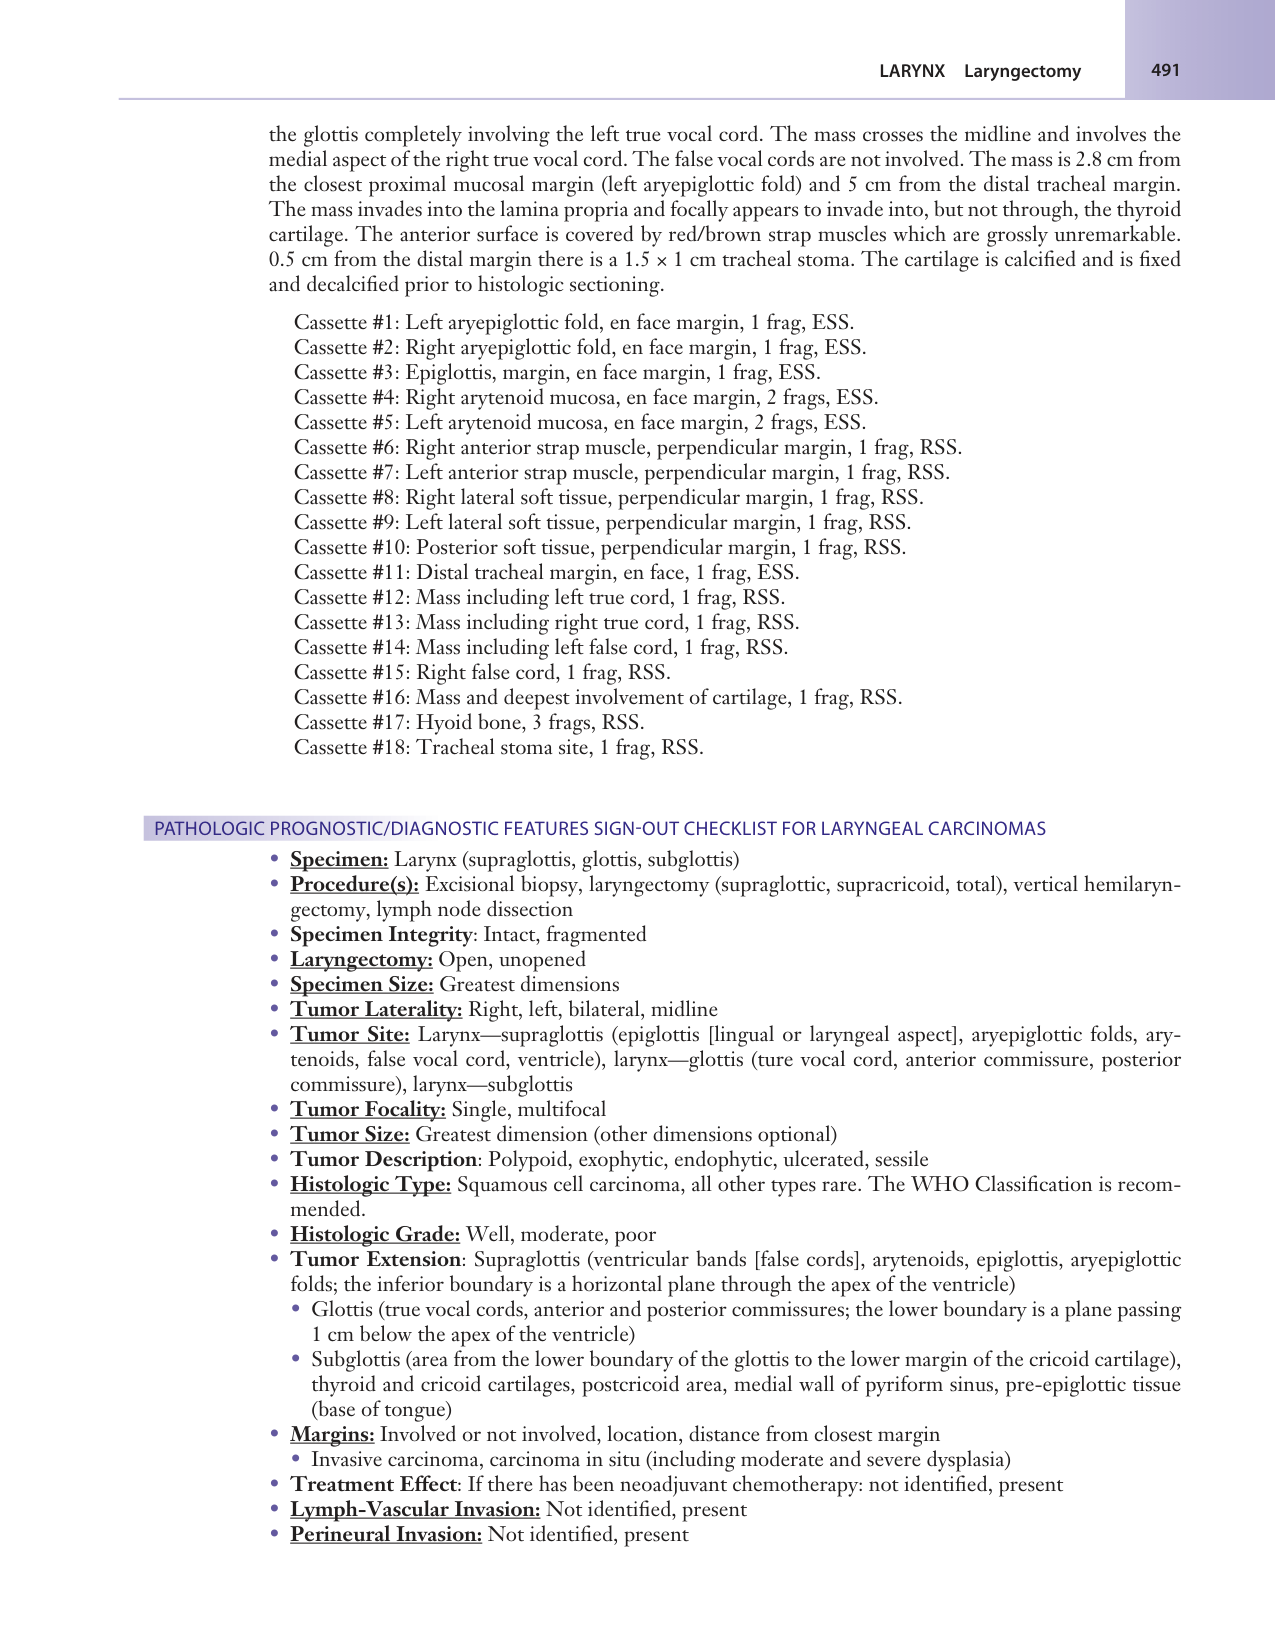 LARYNX Laryngectomy 491
the glottis completely involving the left true vocal cord. The mass crosses the midline and involves the
medial aspect of the right true vocal cord. The false vocal cords are not involved. The mass is 2.8 cm from
the closest proximal mucosal margin (left aryepiglottic fold) and 5 cm from the distal tracheal margin.
The mass invades into the lamina propria and focally appears to invade into, but not through, the thyroid
cartilage. The anterior surface is covered by red/brown strap muscles which are grossly unremarkable.
0.5 cm from the distal margin there is a 1.5 × 1 cm tracheal stoma. The cartilage is calcified and is fixed
and decalcified prior to histologic sectioning.
Cassette #1: Left aryepiglottic fold, en face margin, 1 frag, ESS.
Cassette #2: Right aryepiglottic fold, en face margin, 1 frag, ESS.
Cassette #3: Epiglottis, margin, en face margin, 1 frag, ESS.
Cassette #4: Right arytenoid mucosa, en face margin, 2 frags, ESS.
Cassette #5: Left arytenoid mucosa, en face margin, 2 frags, ESS.
Cassette #6: Right anterior strap muscle, perpendicular margin, 1 frag, RSS.
Cassette #7: Left anterior strap muscle, perpendicular margin, 1 frag, RSS.
Cassette #8: Right lateral soft tissue, perpendicular margin, 1 frag, RSS.
Cassette #9: Left lateral soft tissue, perpendicular margin, 1 frag, RSS.
Cassette #10: Posterior soft tissue, perpendicular margin, 1 frag, RSS.
Cassette #11: Distal tracheal margin, en face, 1 frag, ESS.
Cassette #12: Mass including left true cord, 1 frag, RSS.
Cassette #13: Mass including right true cord, 1 frag, RSS.
Cassette #14: Mass including left false cord, 1 frag, RSS.
Cassette #15: Right false cord, 1 frag, RSS.
Cassette #16: Mass and deepest involvement of cartilage, 1 frag, RSS.
Cassette #17: Hyoid bone, 3 frags, RSS.
Cassette #18: Tracheal stoma site, 1 frag, RSS.
PATHOLOGIC PROGNOSTIC/DIAGNOSTIC FEATURES SIGN-OUT CHECKLIST FOR LARYNGEAL CARCINOMAS
• Specimen: Larynx (supraglottis, glottis, subglottis)
• Procedure(s): Excisional biopsy, laryngectomy (supraglottic, supracricoid, total), vertical hemilaryn-
gectomy, lymph node dissection
• Specimen Integrity: Intact, fragmented
• Laryngectomy: Open, unopened
• Specimen Size: Greatest dimensions
• Tumor Laterality: Right, left, bilateral, midline
• Tumor Site: Larynx—supraglottis (epiglottis [lingual or laryngeal aspect], aryepiglottic folds, ary-
tenoids, false vocal cord, ventricle), larynx—glottis (ture vocal cord, anterior commissure, posterior
commissure), larynx—subglottis
• Tumor Focality: Single, multifocal
• Tumor Size: Greatest dimension (other dimensions optional)
• Tumor Description: Polypoid, exophytic, endophytic, ulcerated, sessile
• Histologic Type: Squamous cell carcinoma, all other types rare. The WHO Classification is recom-
mended.
• Histologic Grade: Well, moderate, poor
• Tumor Extension: Supraglottis (ventricular bands [false cords], arytenoids, epiglottis, aryepiglottic
folds; the inferior boundary is a horizontal plane through the apex of the ventricle)
• Glottis (true vocal cords, anterior and posterior commissures; the lower boundary is a plane passing
1 cm below the apex of the ventricle)
• Subglottis (area from the lower boundary of the glottis to the lower margin of the cricoid cartilage),
thyroid and cricoid cartilages, postcricoid area, medial wall of pyriform sinus, pre-epiglottic tissue
(base of tongue)
• Margins: Involved or not involved, location, distance from closest margin
• Invasive carcinoma, carcinoma in situ (including moderate and severe dysplasia)
• Treatment Effect: If there has been neoadjuvant chemotherapy: not identified, present
• Lymph-Vascular Invasion: Not identified, present
• Perineural Invasion: Not identified, present